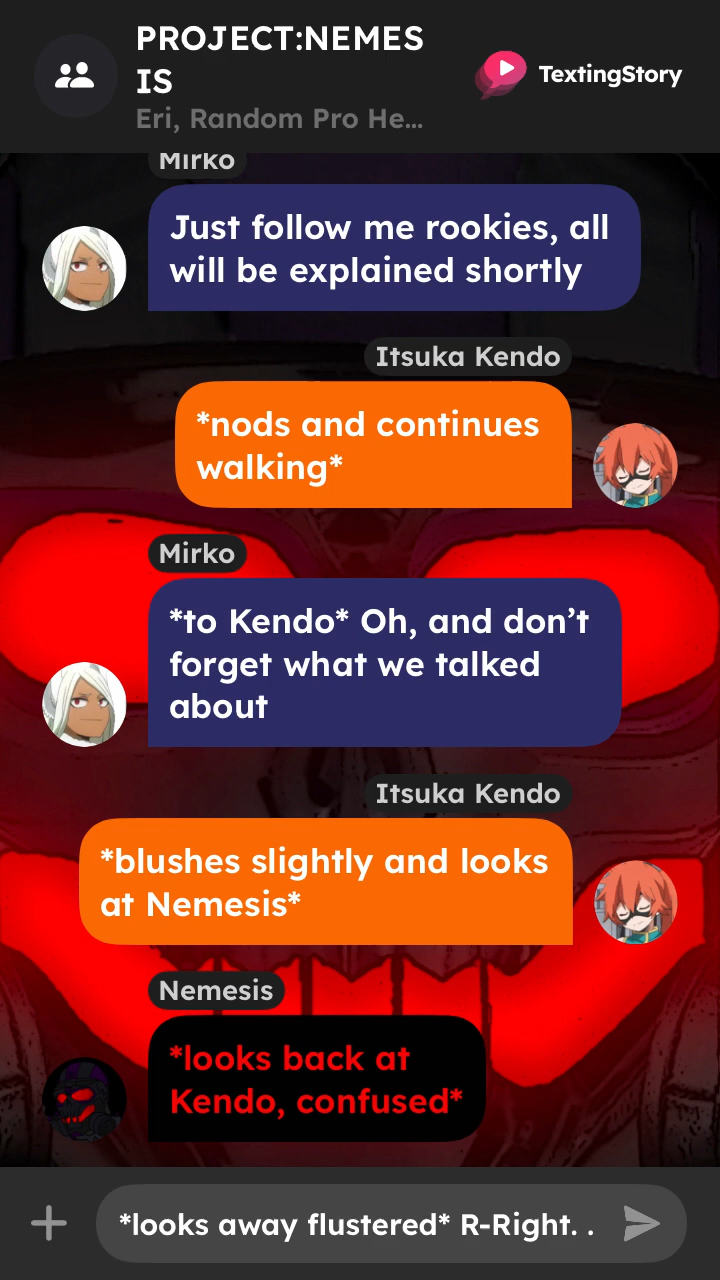 PROJECT:NEMES
IS
TextingStory
Eri, Random Pro He...
Mirko
Just follow me rookies, all
will be explained shortly
Itsuka Kendo
*nods and continues
walking*
Mirko
*to Kendo* Oh, and don’t
forget what we talked
about
Itsuka Kendo
*blushes slightly and looks
at Nemesis*
Nemesis
*looks back at
Kendo, confused*
*looks away flustered* R-Right. .